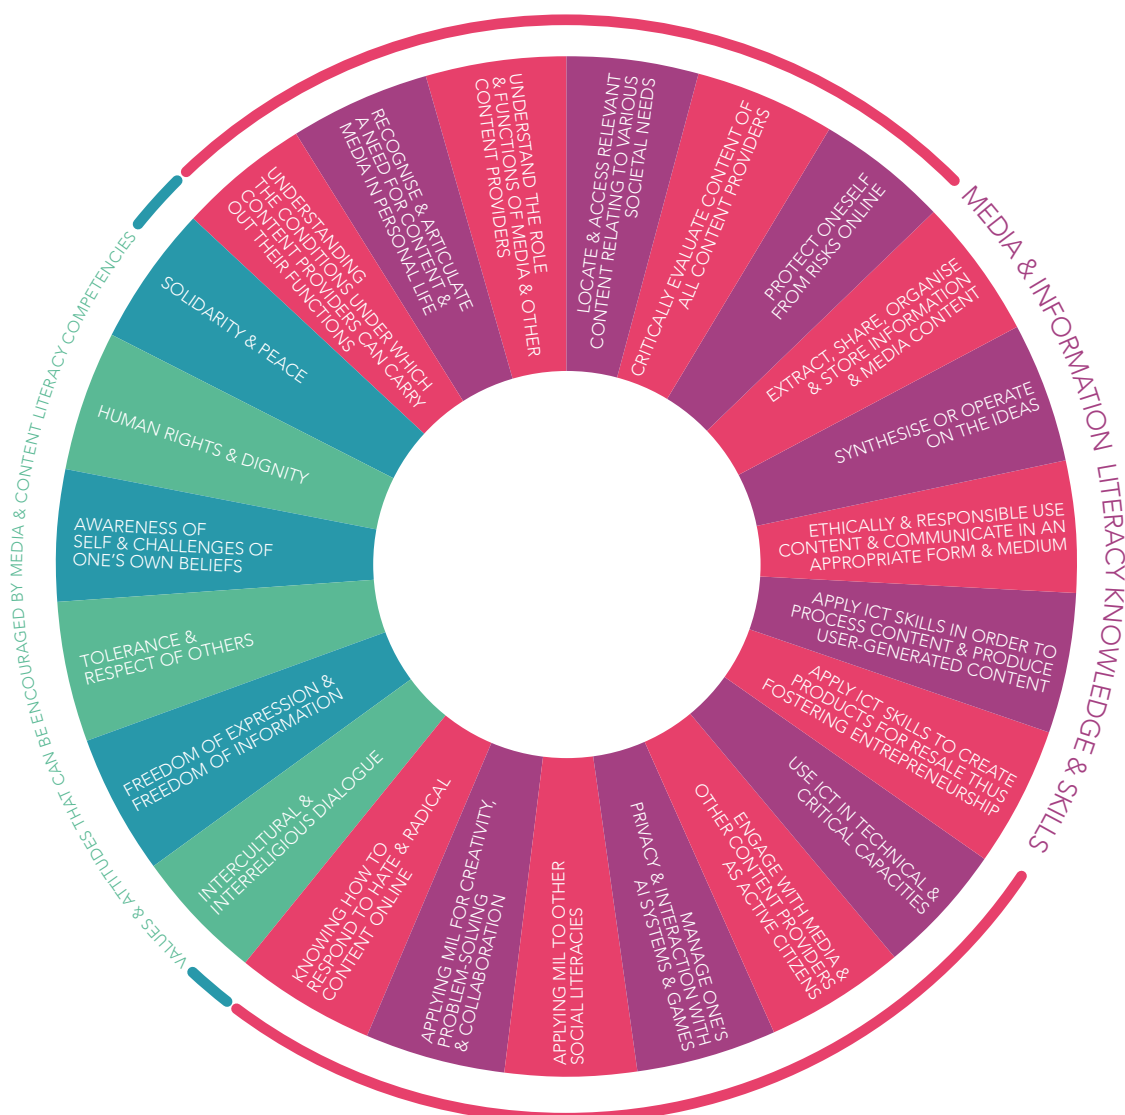 MEDIA & INFORMATION LITERACY KNOWLEDGE & SKILLS
LOCATE & ACCESS RELEVANT
CONTENT RELATING TO VARIOUS
SOCIETAL NEEDS
CRITICALLY EVALUATE CONTENT OF
ALL CONTENT PROVIDERS
PROTECT ONESELF
FROM RISKS ONLINE
EXTRACT, SHARE, ORGANISE
& STORE INFORMATION
& MEDIA CONTENT
SYNTHESISE OR OPERATE
ON THE IDEAS
ETHICALLY & RESPONSIBLE USE
CONTENT & COMMUNICATE IN AN
APPROPRIATE FORM & MEDIUM
APPLY ICT SKILLS IN ORDER TO
PROCESS CONTENT & PRODUCE
USER-GENERATED CONTENT
APPLY ICT SKILLS TO CREATE
PRODUCTS FOR RESALE THUS
FOSTERING ENTREPRENEURSHIP
USE ICT IN TECHNICAL &
CRITICAL CAPACITIES
ENGAGE WITH MEDIA &
OTHER CONTENT PROVIDERS
AS ACTIVE CITIZENS
MANAGE ONE'S
PRIVACY & INTERACTION WITH
AI SYSTEMS & GAMES
APPLYING MIL TO OTHER
SOCIAL LITERACIES
APPLYING MIL FOR CREATIVITY,
PROBLEM-SOLVING
& COLLABORATION
KNOWING HOW TO
RESPOND TO HATE & RADICAL
CONTENT ONLINE
VALUES & ATTITUDES THAT CAN BE ENCOURAGED BY MEDIA & CONTENT LITERACY COMPETENCIES
INTERCULTURAL &
INTERRELIGIOUS DIALOGUE
FREEDOM OF EXPRESSION &
FREEDOM OF INFORMATION
TOLERANCE &
RESPECT OF OTHERS
AWARENESS OF
SELF & CHALLENGES OF
ONE'S OWN BELIEFS
HUMAN RIGHTS & DIGNITY
SOLIDARITY & PEACE
UNDERSTANDING
THE CONDITIONS UNDER WHICH
CONTENT PROVIDERS CAN CARRY
OUT THEIR FUNCTIONS
RECOGNISE & ARTICULATE
A NEED FOR CONTENT &
MEDIA IN PERSONAL LIFE
UNDERSTAND THE ROLE
& FUNCTIONS OF MEDIA & OTHER
CONTENT PROVIDERS